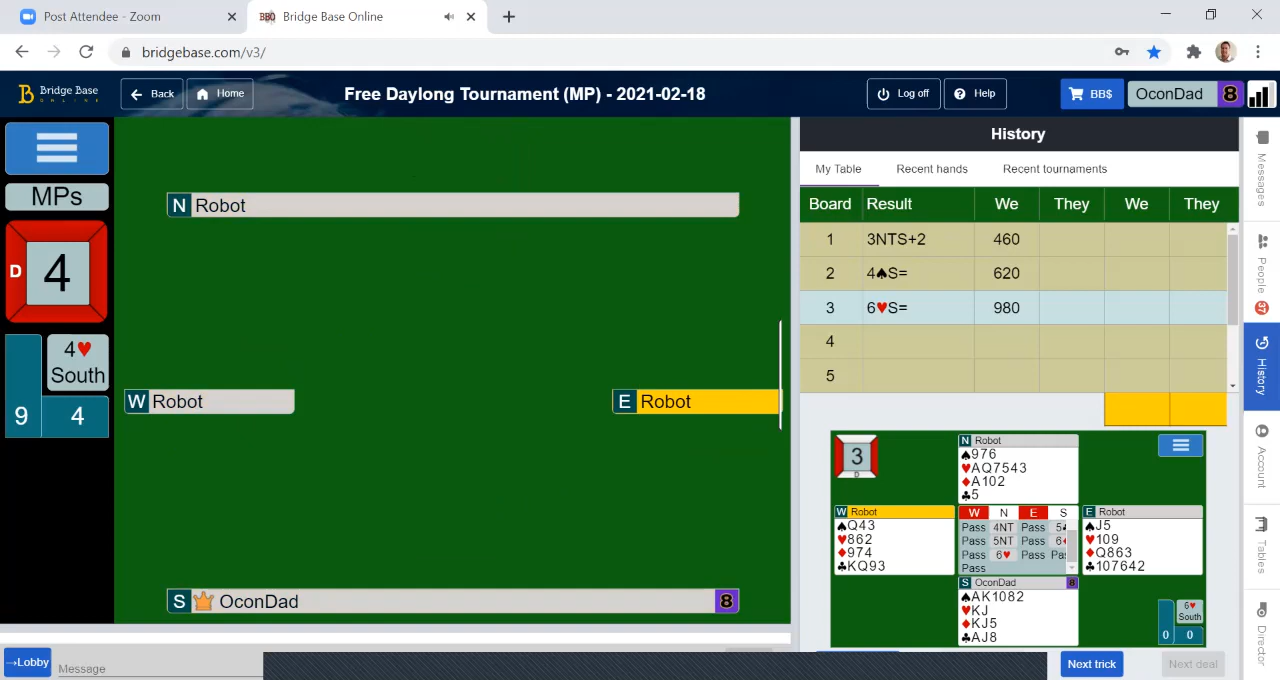 Post Attendee - Zoom
BBO Bridge Base Online
bridgebase.com/v3/
Bridge Base Online
Back
Home
Free Daylong Tournament (MP) - 2021-02-18
Log off
Help
BB$
OconDad 8
MPs
D 4
4♥ South
9 4
N Robot
W Robot
E Robot
S OconDad 8
→Lobby
Message
History
My Table Recent hands Recent tournaments
Board Result We They We They
1 3NTS+2 460
2 4♠S= 620
3 6♥S= 980
4
5
3
D
N Robot
♠976
♥AQ7543
♦A102
♣5
W Robot
♠Q43
♥862
♦974
♣KQ93
W N E S
Pass 4NT Pass 5♣
Pass 5NT Pass 6♦
Pass 6♥ Pass Pas
Pass
E Robot
♠J5
♥109
♦Q863
♣107642
S OconDad 8
♠AK1082
♥KJ
♦KJ5
♣AJ8
6♥ South
0 0
Next trick
Next deal
Messages
People 37
History
Account
Tables
Director